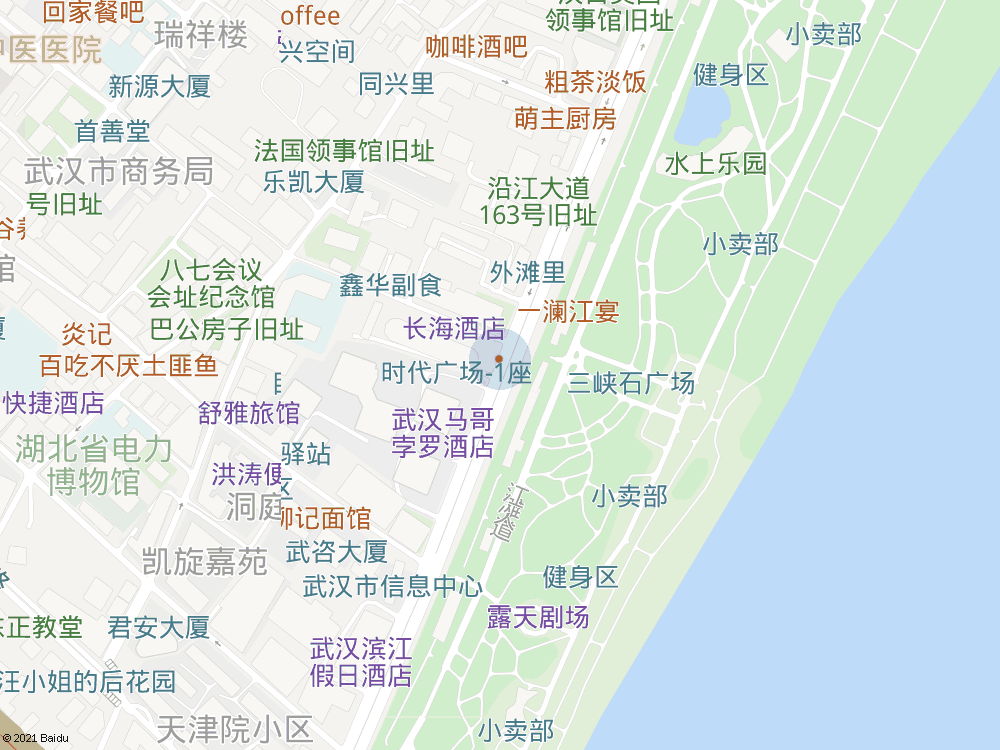 回家餐吧
offee
兴空间
瑞祥楼
中医医院
新源大厦
首善堂
武汉市商务局
号旧址
咖啡酒吧
同兴里
领事馆旧址
小卖部
健身区
粗茶淡饭
萌主厨房
法国领事馆旧址
乐凯大厦
水上乐园
沿江大道
163号旧址
小卖部
八七会议
会址纪念馆
巴公房子旧址
鑫华副食
外滩里
一澜江宴
馆
炎记
百吃不厌土匪鱼
长海酒店
时代广场-1座
三峡石广场
快捷酒店
舒雅旅馆
武汉马哥
孛罗酒店
湖北省电力
博物馆
驿站
洪涛便
区
洞庭
柳记面馆
江滩道
小卖部
武咨大厦
凯旋嘉苑
武汉市信息中心
健身区
露天剧场
东正教堂
君安大厦
武汉滨江
假日酒店
汪小姐的后花园
天津院小区
小卖部
© 2021 Baidu